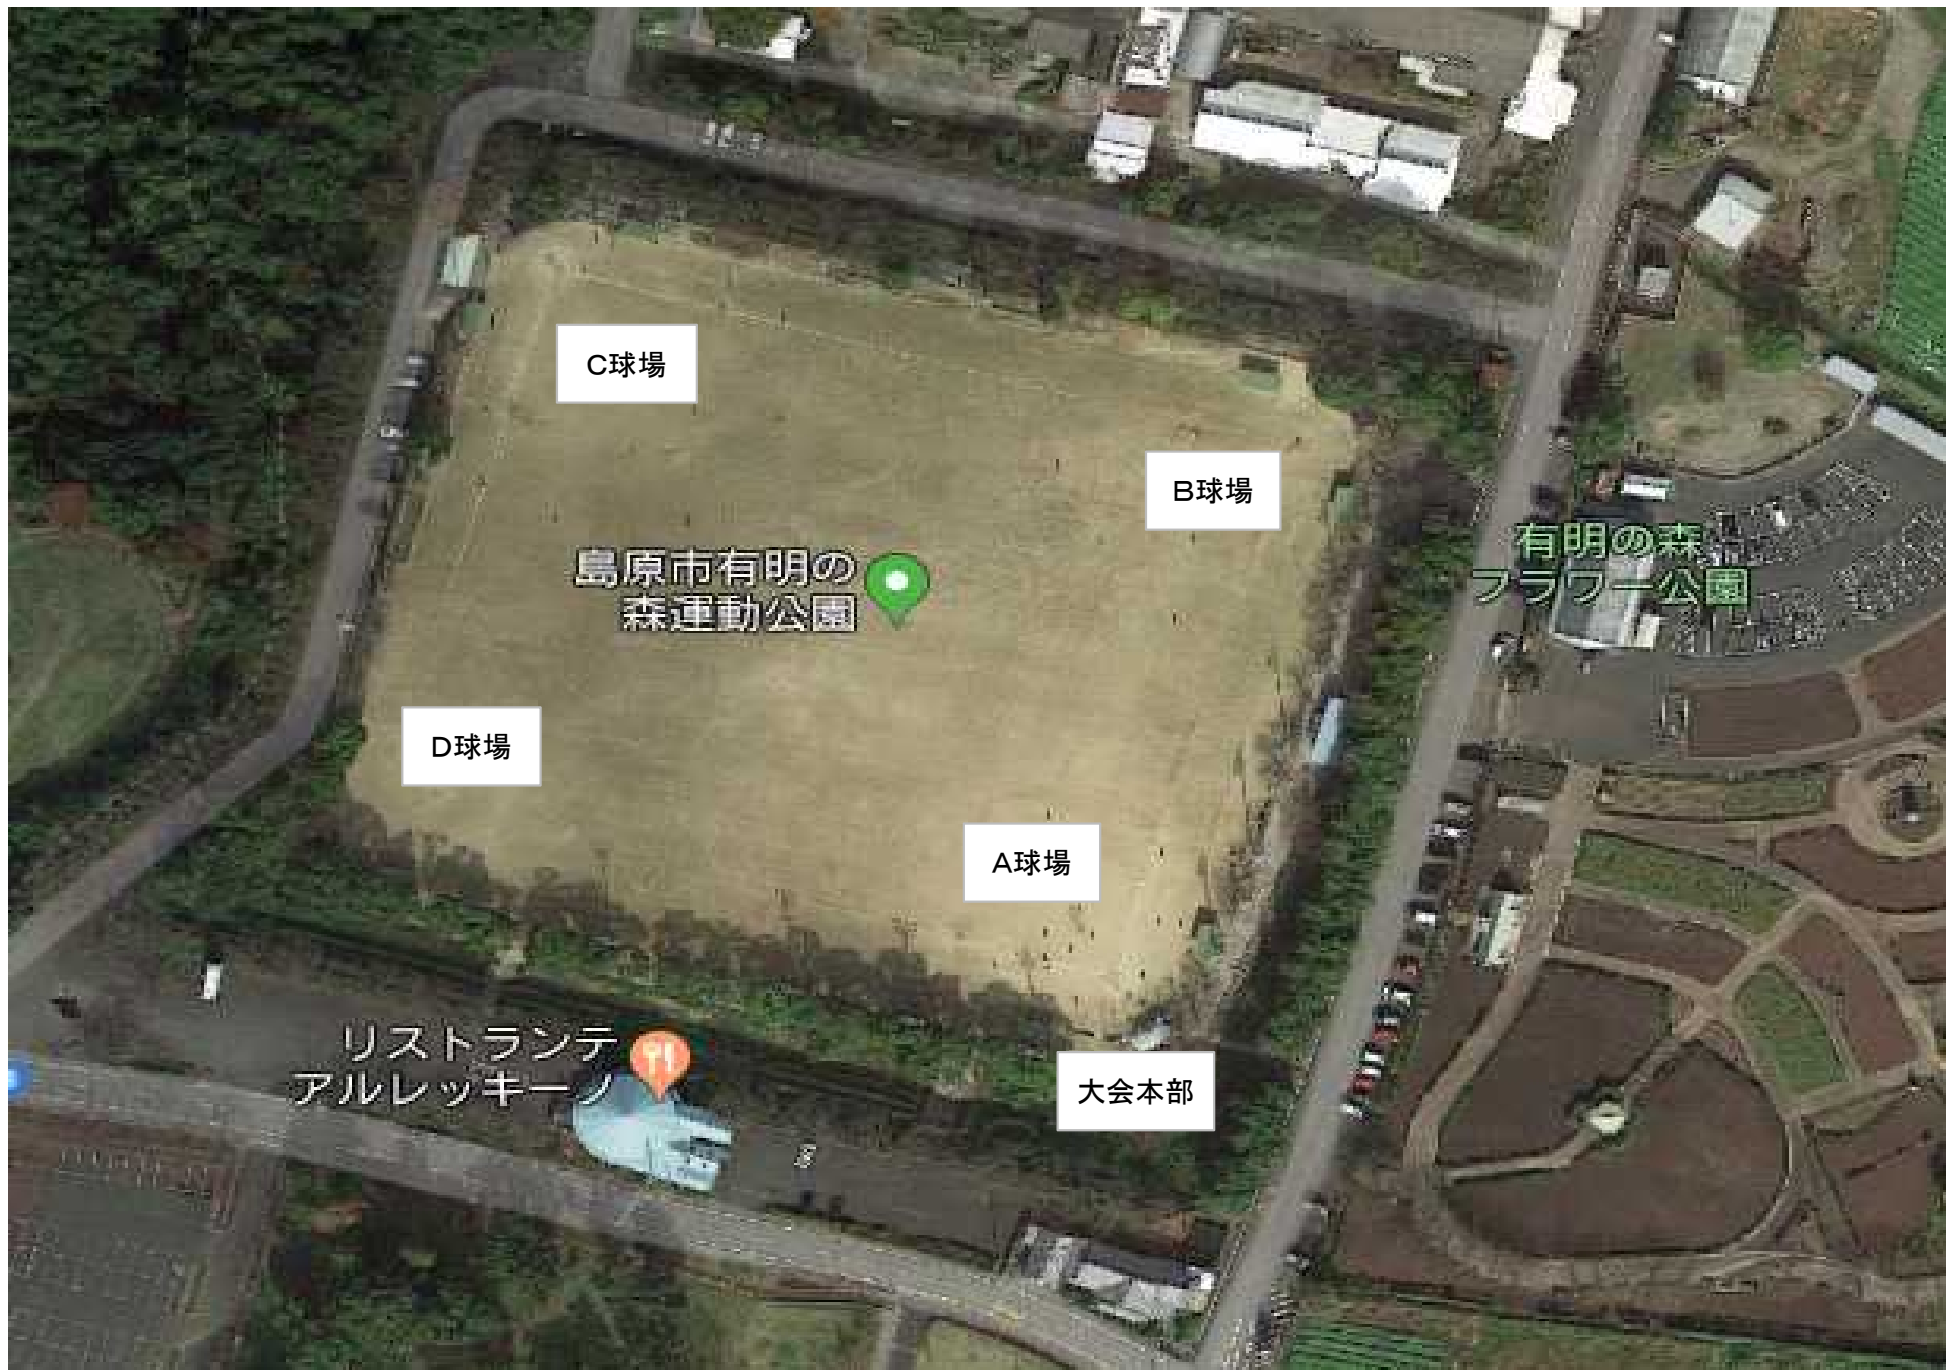 C球場
B球場
島原市有明の
森運動公園
有明の森
フラワー公園
D球場
A球場
リストランテ
アルレッキーノ
大会本部